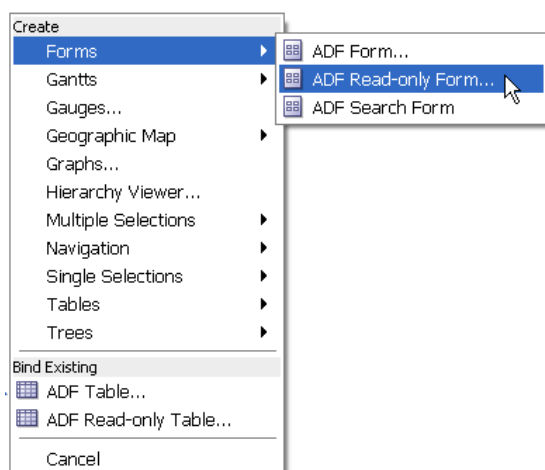 Create
Forms
ADF Form...
ADF Read-only Form...
ADF Search Form
Gantts
Gauges...
Geographic Map
Graphs...
Hierarchy Viewer...
Multiple Selections
Navigation
Single Selections
Tables
Trees
Bind Existing
ADF Table...
ADF Read-only Table...
Cancel